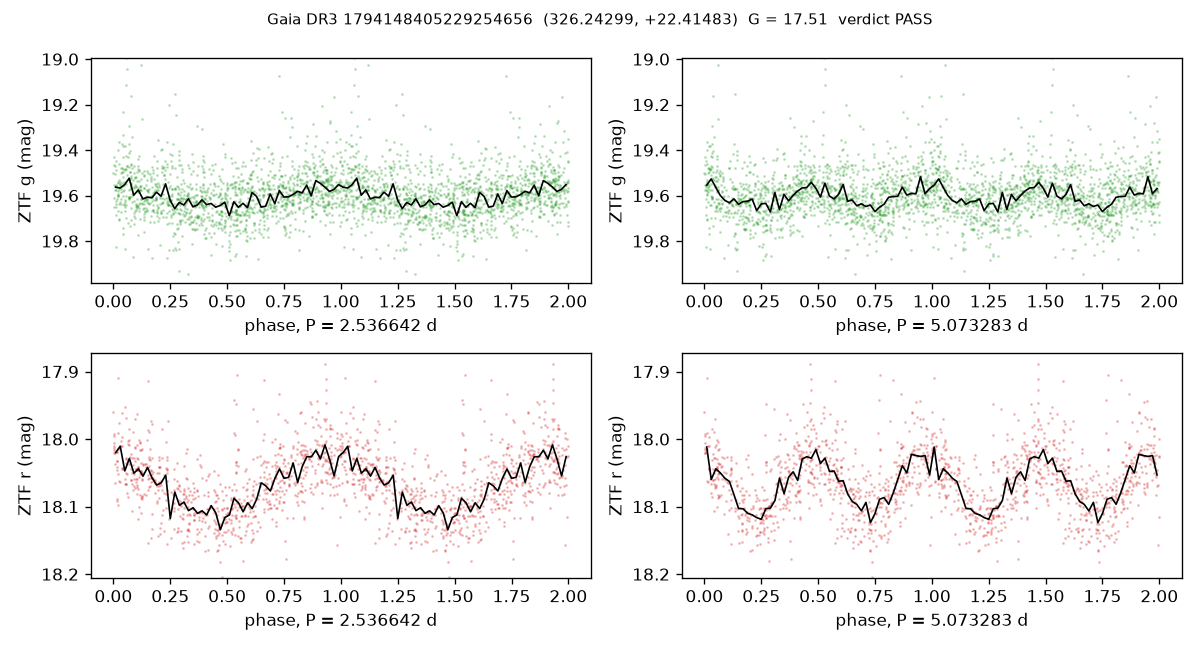 Gaia DR3 1794148405229254656 (326.24299, +22.41483) G = 17.51 verdict PASS
19.0
19.2
19.4
19.6
19.8
ZTF g (mag)
0.00 0.25 0.50 0.75 1.00 1.25 1.50 1.75 2.00
phase, P = 2.536642 d
19.0
19.2
19.4
19.6
19.8
ZTF g (mag)
0.00 0.25 0.50 0.75 1.00 1.25 1.50 1.75 2.00
phase, P = 5.073283 d
17.9
18.0
18.1
18.2
ZTF r (mag)
0.00 0.25 0.50 0.75 1.00 1.25 1.50 1.75 2.00
phase, P = 2.536642 d
17.9
18.0
18.1
18.2
ZTF r (mag)
0.00 0.25 0.50 0.75 1.00 1.25 1.50 1.75 2.00
phase, P = 5.073283 d